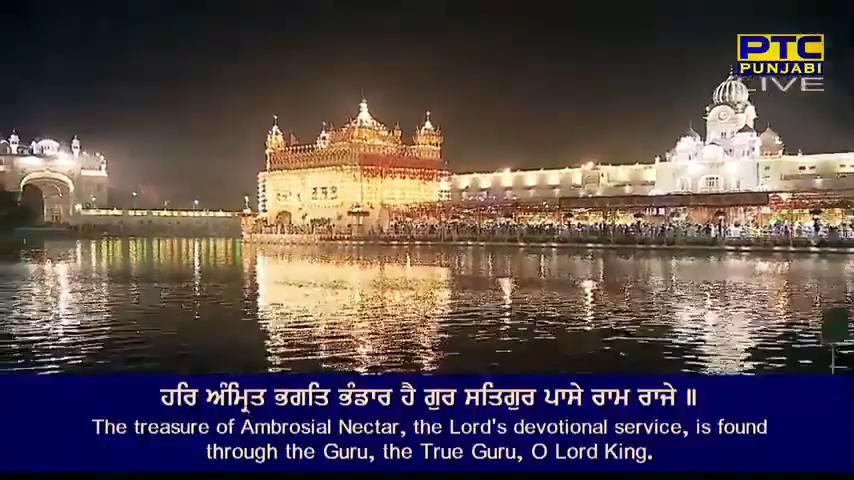 PTC
PUNJABI
LIVE
ਹਰਿ ਅੰਮ੍ਰਿਤ ਭਗਤਿ ਭੰਡਾਰ ਹੈ ਗੁਰ ਸਤਿਗੁਰ ਪਾਸੇ ਰਾਮ ਰਾਜੇ ॥
The treasure of Ambrosial Nectar, the Lord's devotional service, is found
through the Guru, the True Guru, O Lord King.